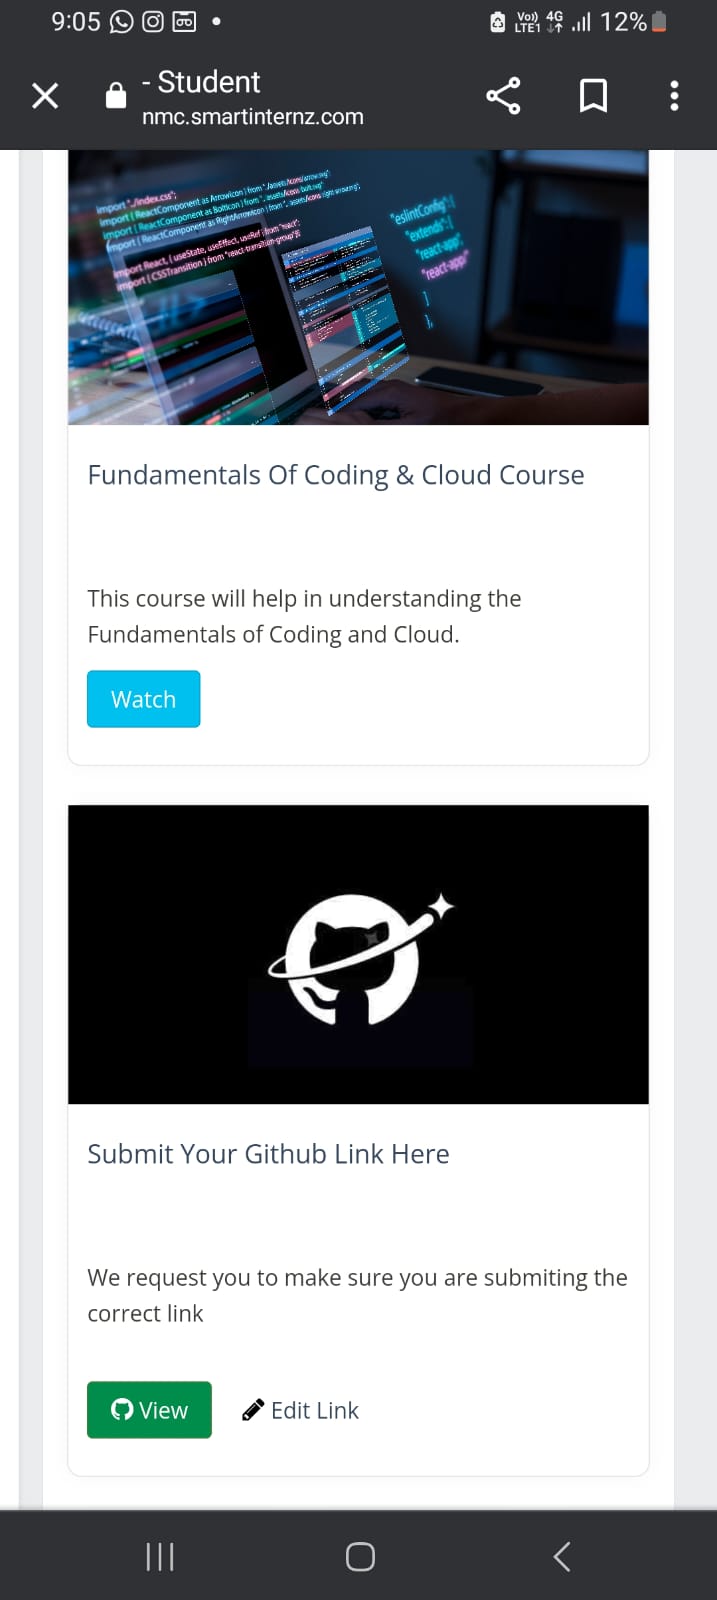 9:05
Vo)) 4G
LTE1
12%
- Student
nmc.smartinternz.com
import "./index.css";
import { ReactComponent as ArrowIcon } from "./assets/icons/arrow.svg";
import { ReactComponent as BoltIcon } from "./assets/icons/bolt.svg";
import { ReactComponent as RightArrowIcon } from "./assets/icons
import React, { useState, useEffect, useRef } from "react";
import { CSSTransition } from "react-transition-group";
"eslintConfig": {
"extends": [
"react-app",
"react-app/
]
},
Fundamentals Of Coding & Cloud Course
This course will help in understanding the
Fundamentals of Coding and Cloud.
Watch
Submit Your Github Link Here
We request you to make sure you are submiting the
correct link
View
Edit Link